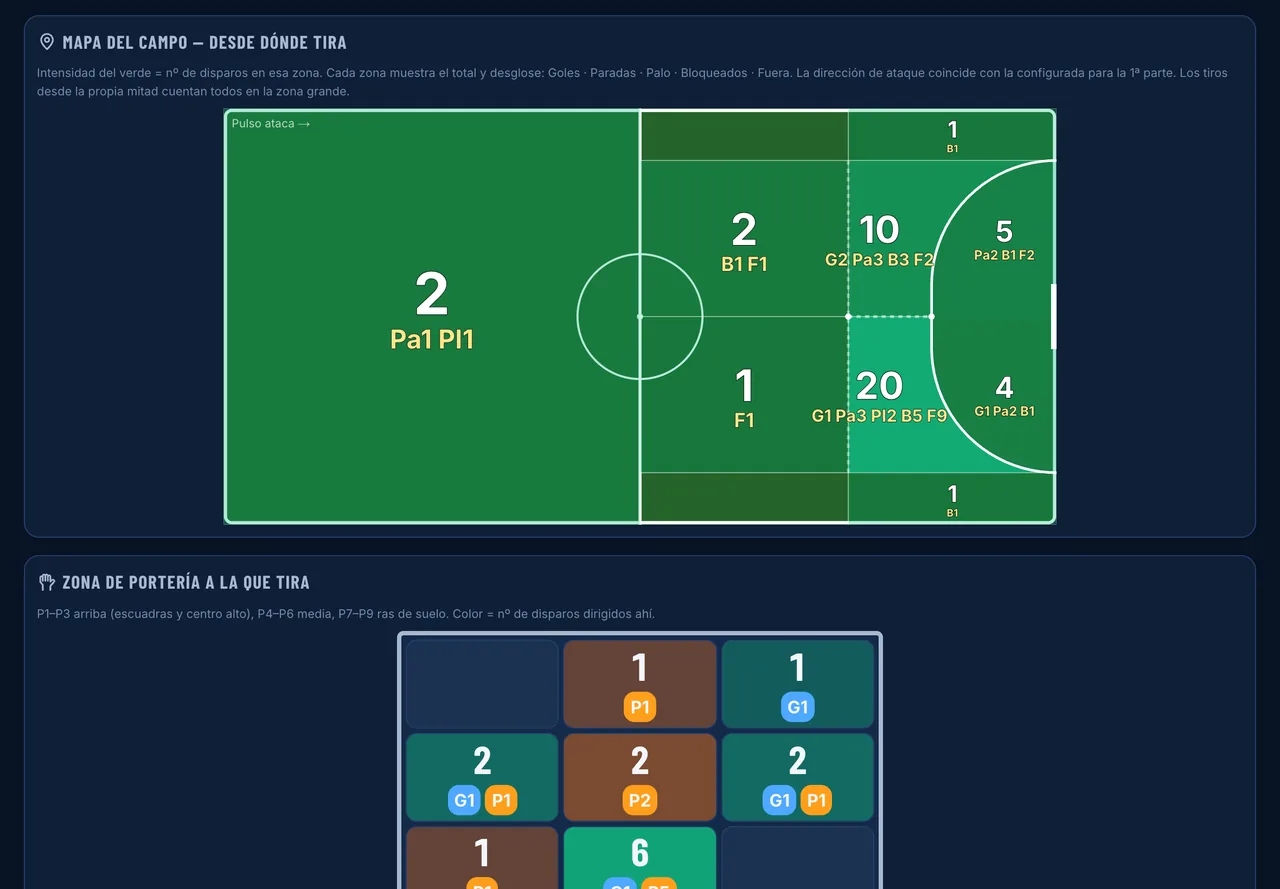 MAPA DEL CAMPO – DESDE DÓNDE TIRA
Intensidad del verde = nº de disparos en esa zona. Cada zona muestra el total y desglose: Goles · Paradas · Palo · Bloqueados · Fuera. La dirección de ataque coincide con la configurada para la 1ª parte. Los tiros
desde la propia mitad cuentan todos en la zona grande.
Pulso ataca →
1
B1
2
B1 F1
10
G2 Pa3 B3 F2
5
Pa2 B1 F2
2
Pa1 Pl1
1
F1
20
G1 Pa3 Pl2 B5 F9
4
G1 Pa2 B1
1
B1
ZONA DE PORTERÍA A LA QUE TIRA
P1–P3 arriba (escuadras y centro alto), P4–P6 media, P7–P9 ras de suelo. Color = nº de disparos dirigidos ahí.
1 1
P1 G1
2 2 2
G1 P1 P2 G1 P1
1 6